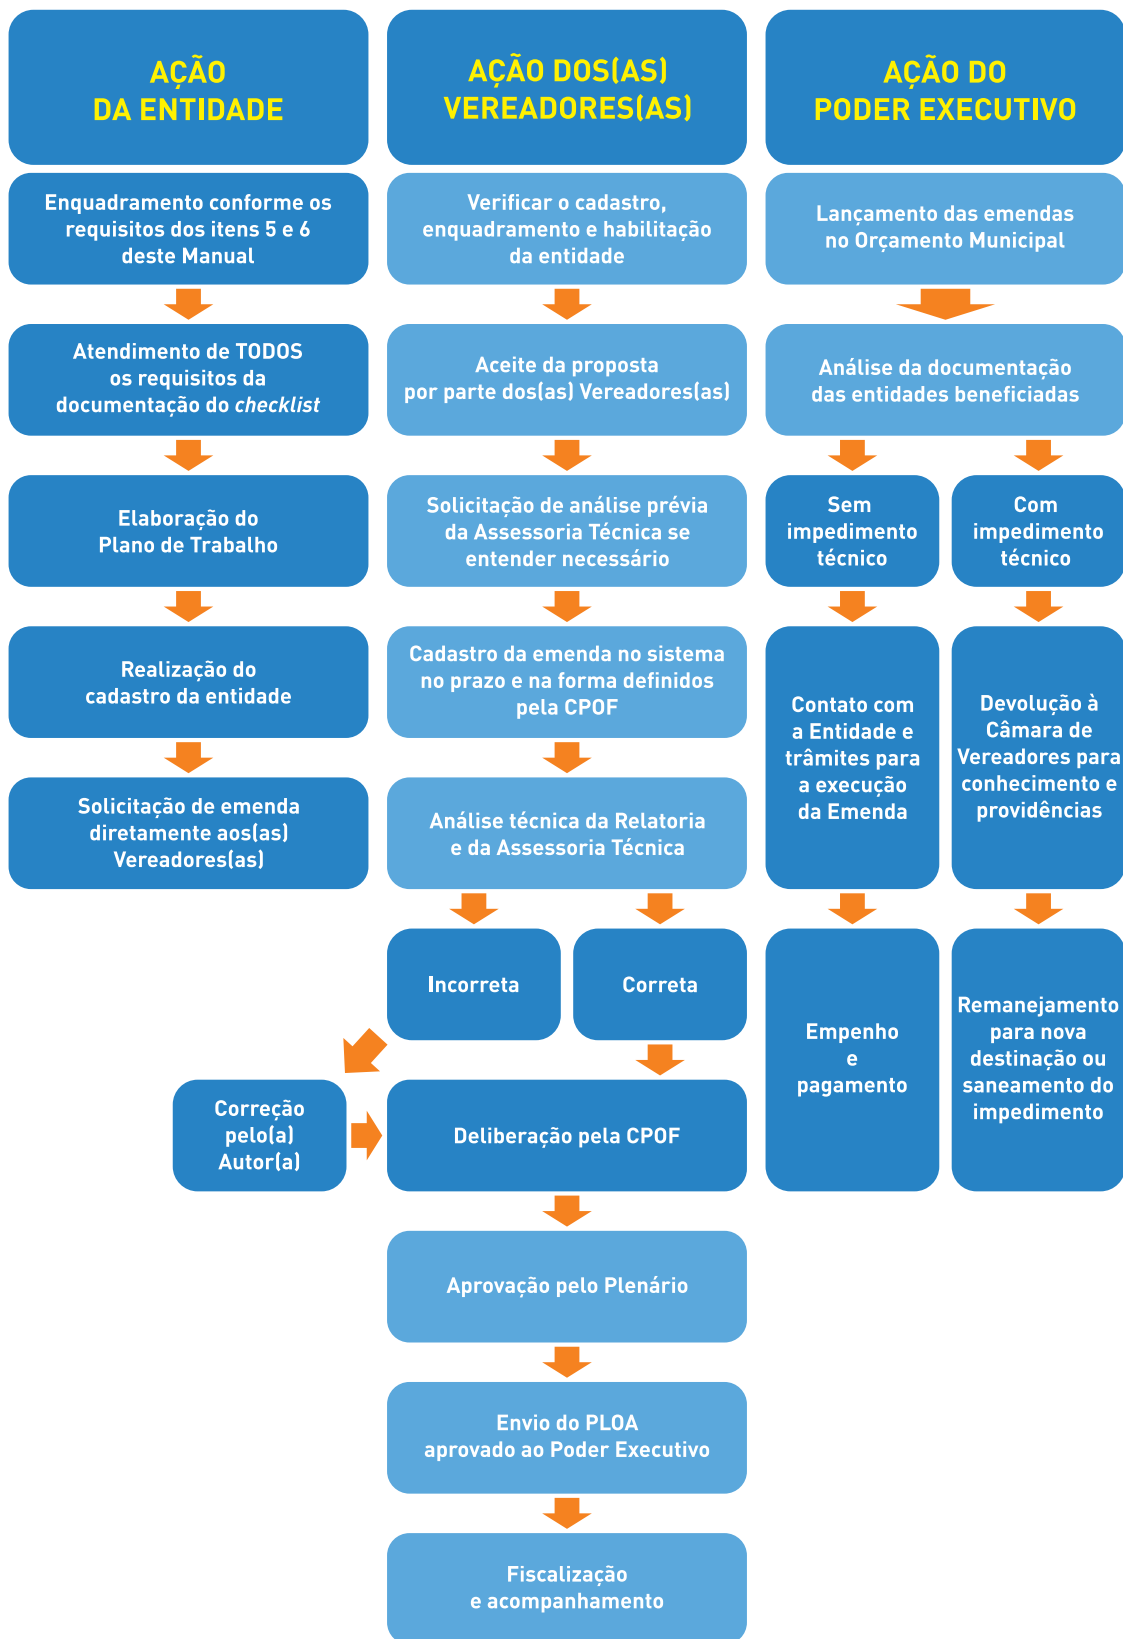 AÇÃO
DA ENTIDADE
Enquadramento conforme os
requisitos dos itens 5 e 6
deste Manual
Atendimento de TODOS
os requisitos da
documentação do checklist
Elaboração do
Plano de Trabalho
Realização do
cadastro da entidade
Solicitação de emenda
diretamente aos(as)
Vereadores(as)
AÇÃO DOS(AS)
VEREADORES(AS)
Verificar o cadastro,
enquadramento e habilitação
da entidade
Aceite da proposta
por parte dos(as) Vereadores(as)
Solicitação de análise prévia
da Assessoria Técnica se
entender necessário
Cadastro da emenda no sistema
no prazo e na forma definidos
pela CPOF
Análise técnica da Relatoria
e da Assessoria Técnica
Incorreta
Correta
Correção
pelo(a)
Autor(a)
Deliberação pela CPOF
Aprovação pelo Plenário
Envio do PLOA
aprovado ao Poder Executivo
Fiscalização
e acompanhamento
AÇÃO DO
PODER EXECUTIVO
Lançamento das emendas
no Orçamento Municipal
Análise da documentação
das entidades beneficiadas
Sem
impedimento
técnico
Contato com
a Entidade e
trâmites para
a execução
da Emenda
Empenho
e
pagamento
Com
impedimento
técnico
Devolução à
Câmara de
Vereadores para
conhecimento e
providências
Remanejamento
para nova
destinação ou
saneamento do
impedimento